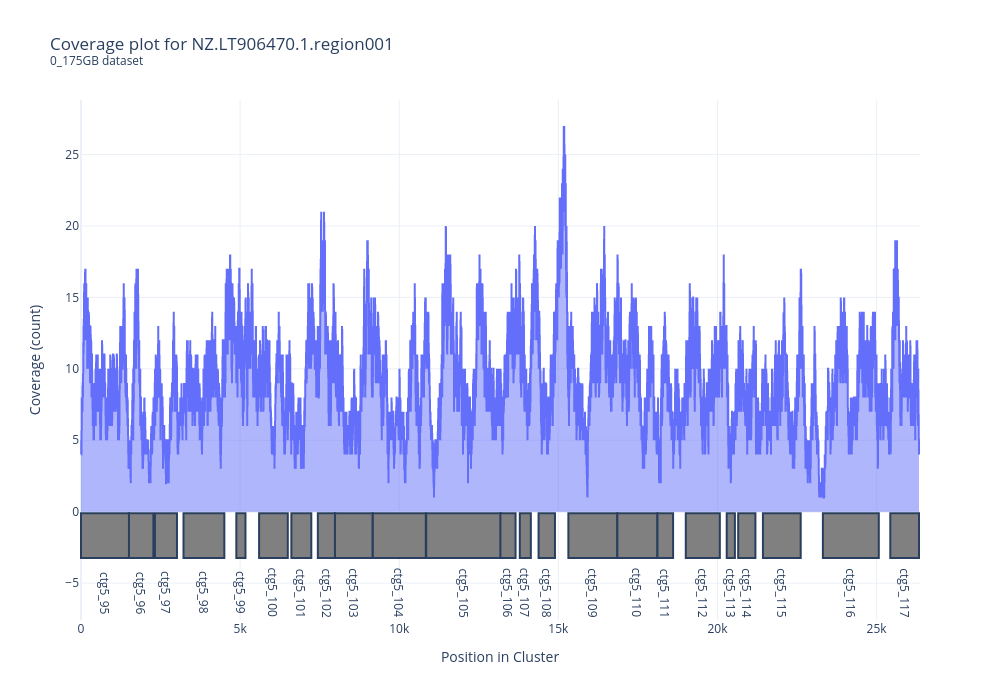 Coverage plot for NZ.LT906470.1.region001
0_175GB dataset
Coverage (count)
25
20
15
10
5
0
−5
ctg5_95
ctg5_96
ctg5_97
ctg5_98
ctg5_99
ctg5_100
ctg5_101
ctg5_102
ctg5_103
ctg5_104
ctg5_105
ctg5_106
ctg5_107
ctg5_108
ctg5_109
ctg5_110
ctg5_111
ctg5_112
ctg5_113
ctg5_114
ctg5_115
ctg5_116
ctg5_117
0 5k 10k 15k 20k 25k
Position in Cluster